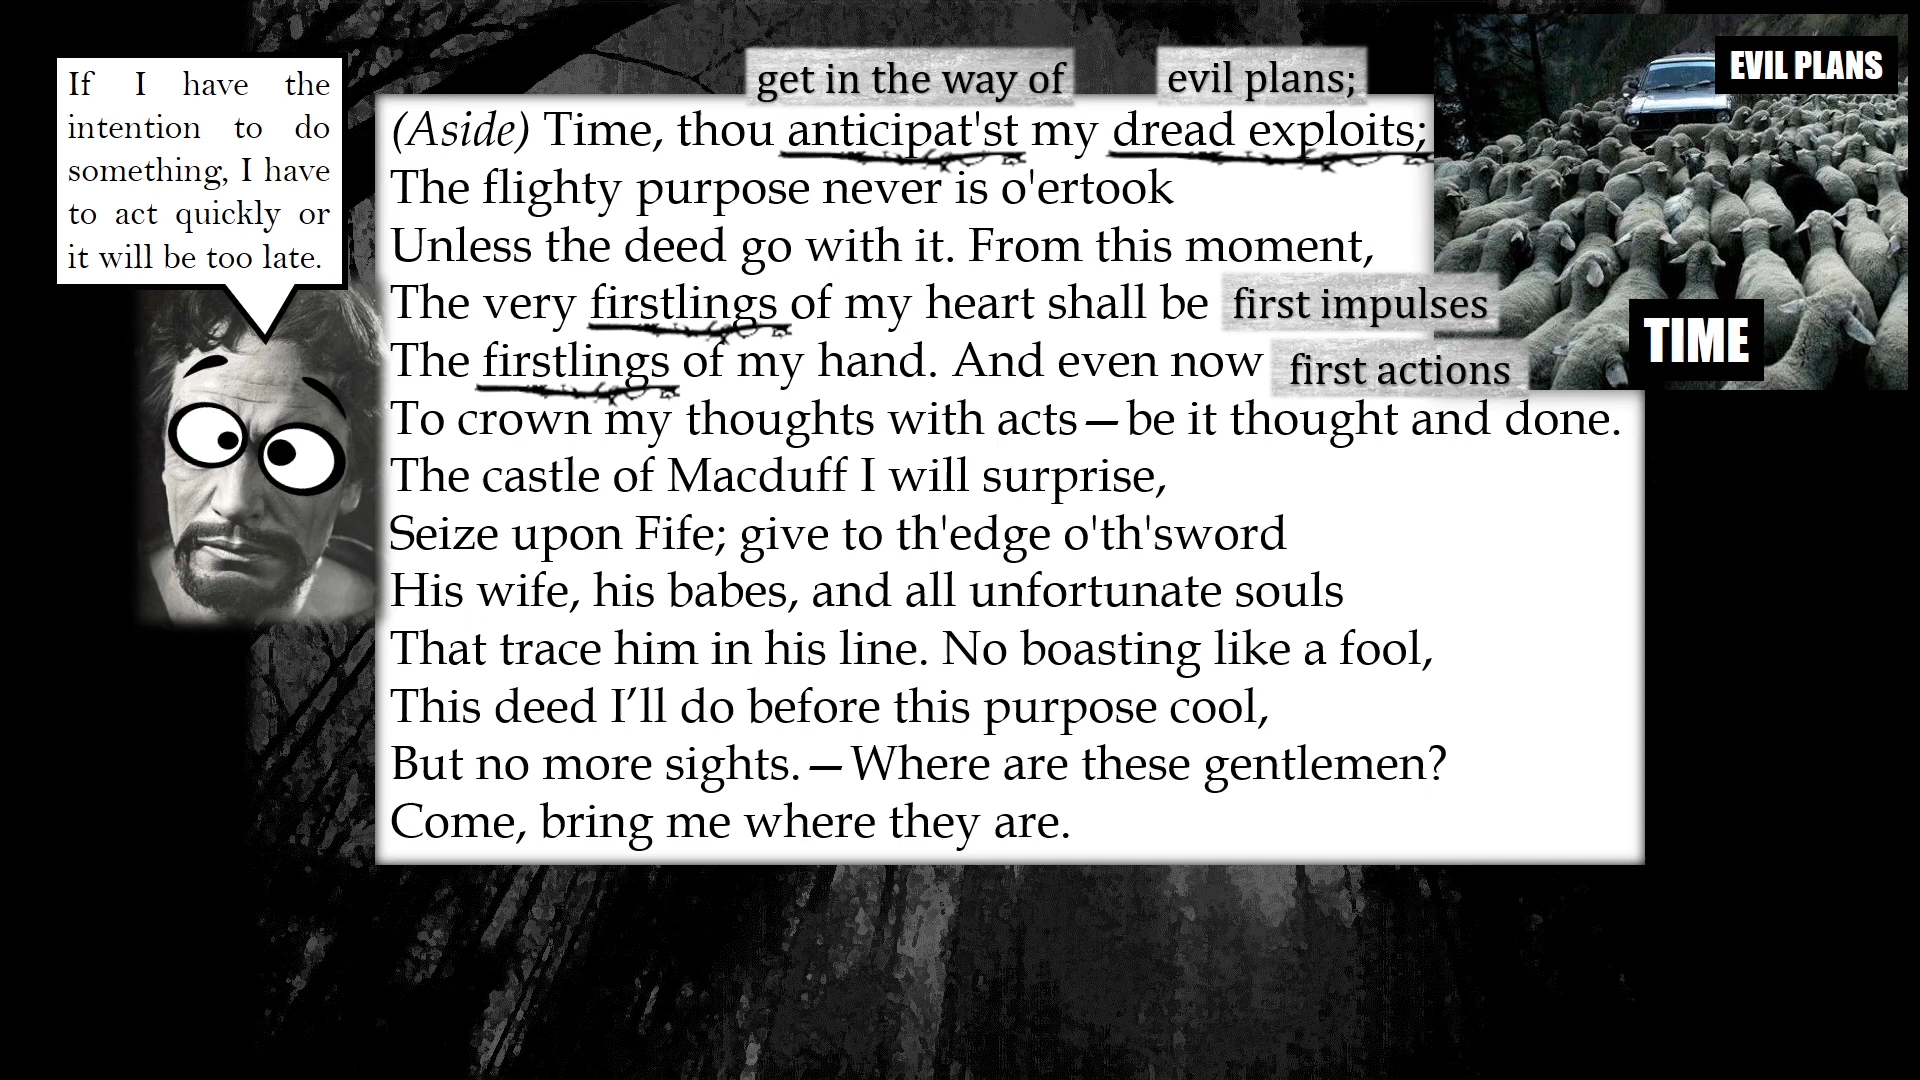 If I have the
intention to do
something, I have
to act quickly or
it will be too late.
get in the way of
evil plans;
EVIL PLANS
(Aside) Time, thou anticipat'st my dread exploits;
The flighty purpose never is o'ertook
Unless the deed go with it. From this moment,
The very firstlings of my heart shall be
first impulses
The firstlings of my hand. And even now
first actions
TIME
To crown my thoughts with acts—be it thought and done.
The castle of Macduff I will surprise,
Seize upon Fife; give to th'edge o'th'sword
His wife, his babes, and all unfortunate souls
That trace him in his line. No boasting like a fool,
This deed I’ll do before this purpose cool,
But no more sights.—Where are these gentlemen?
Come, bring me where they are.